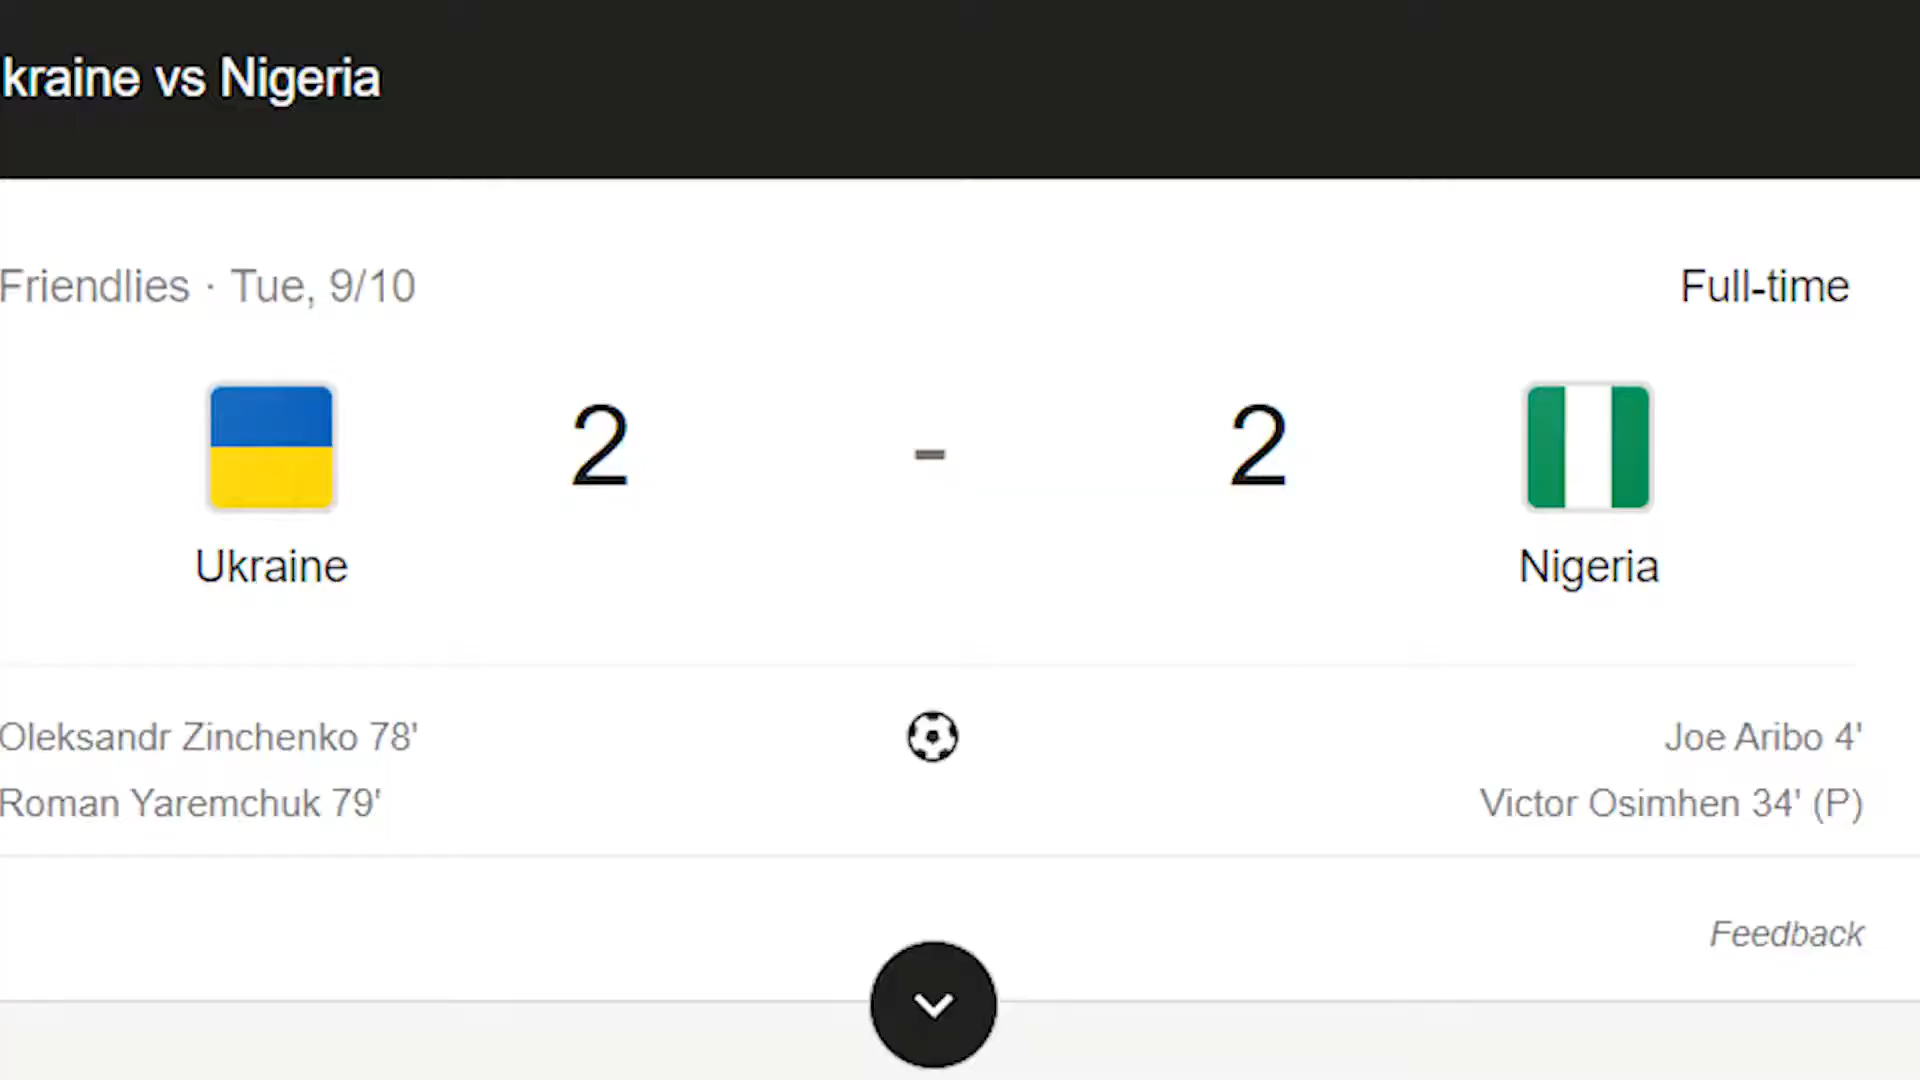 kraine vs Nigeria
Friendlies · Tue, 9/10
Full-time
2 - 2
Ukraine
Nigeria
Oleksandr Zinchenko 78'
Joe Aribo 4'
Roman Yaremchuk 79'
Victor Osimhen 34' (P)
Feedback